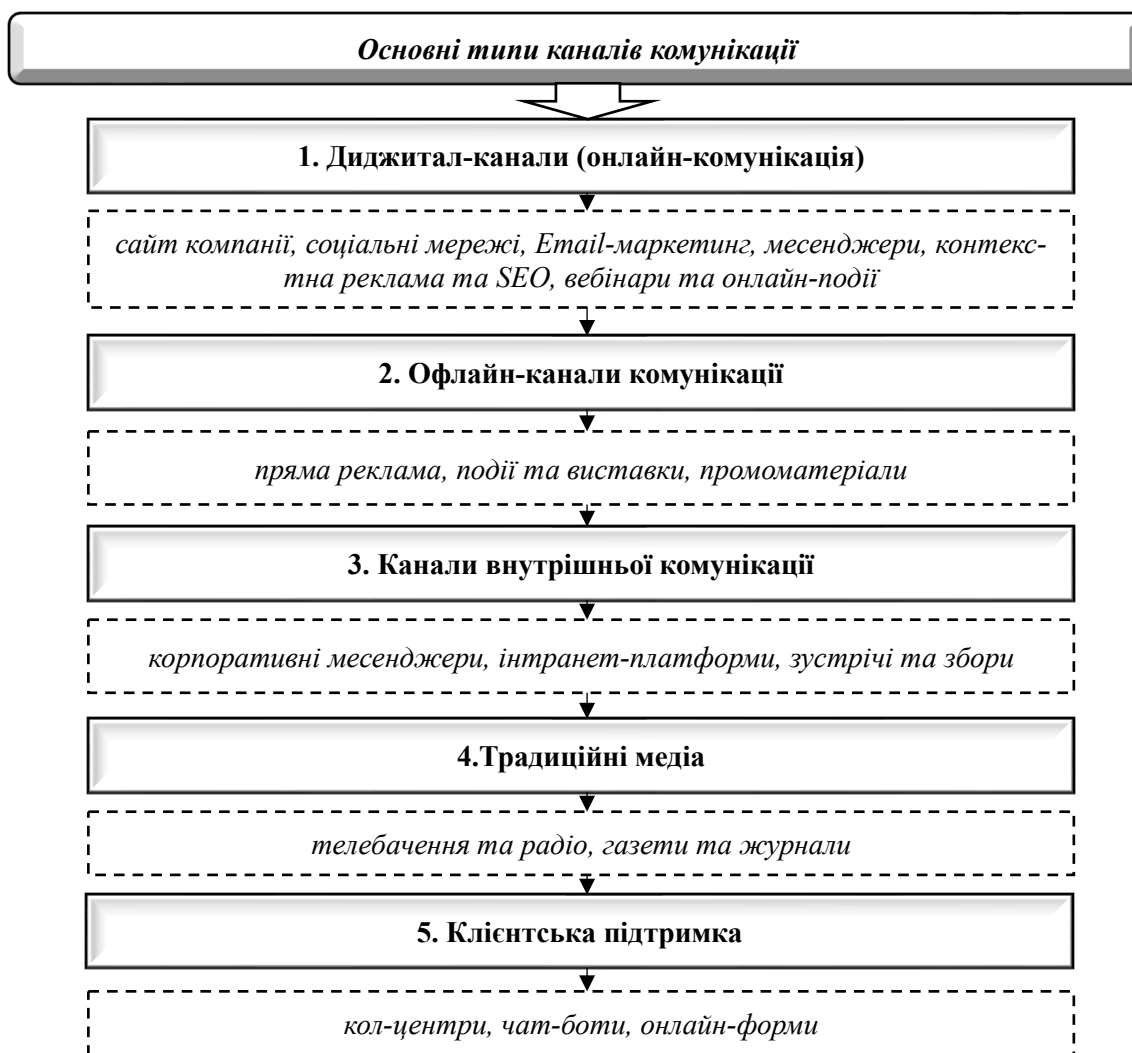 Основні типи каналів комунікації
1. Диджитал-канали (онлайн-комунікація)
сайт компанії, соціальні мережі, Email-маркетинг, месенджери, контекс-
тна реклама та SEO, вебінари та онлайн-події
2. Офлайн-канали комунікації
пряма реклама, події та виставки, промоматеріали
3. Канали внутрішньої комунікації
корпоративні месенджери, інтранет-платформи, зустрічі та збори
4.Традиційні медіа
телебачення та радіо, газети та журнали
5. Клієнтська підтримка
кол-центри, чат-боти, онлайн-форми